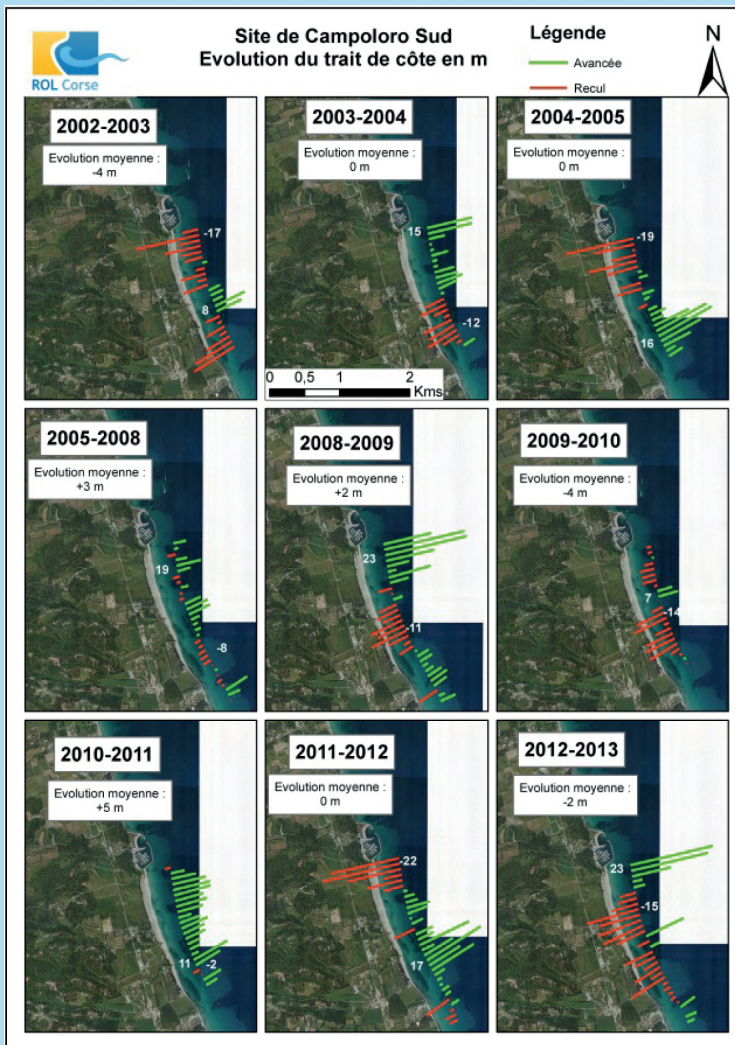 Site de Campoloro Sud
Evolution du trait de côte en m
ROL Corse
Légende
Avancée
Recul
N
2002-2003
Evolution moyenne :
-4 m
-17
8
2003-2004
Evolution moyenne :
0 m
15
-12
0 0,5 1 2
Kms
2004-2005
Evolution moyenne :
0 m
-19
16
2005-2008
Evolution moyenne :
+3 m
19
-8
2008-2009
Evolution moyenne :
+2 m
23
-11
2009-2010
Evolution moyenne :
-4 m
7
-14
2010-2011
Evolution moyenne :
+5 m
11
-2
2011-2012
Evolution moyenne :
0 m
-22
17
2012-2013
Evolution moyenne :
-2 m
23
-15